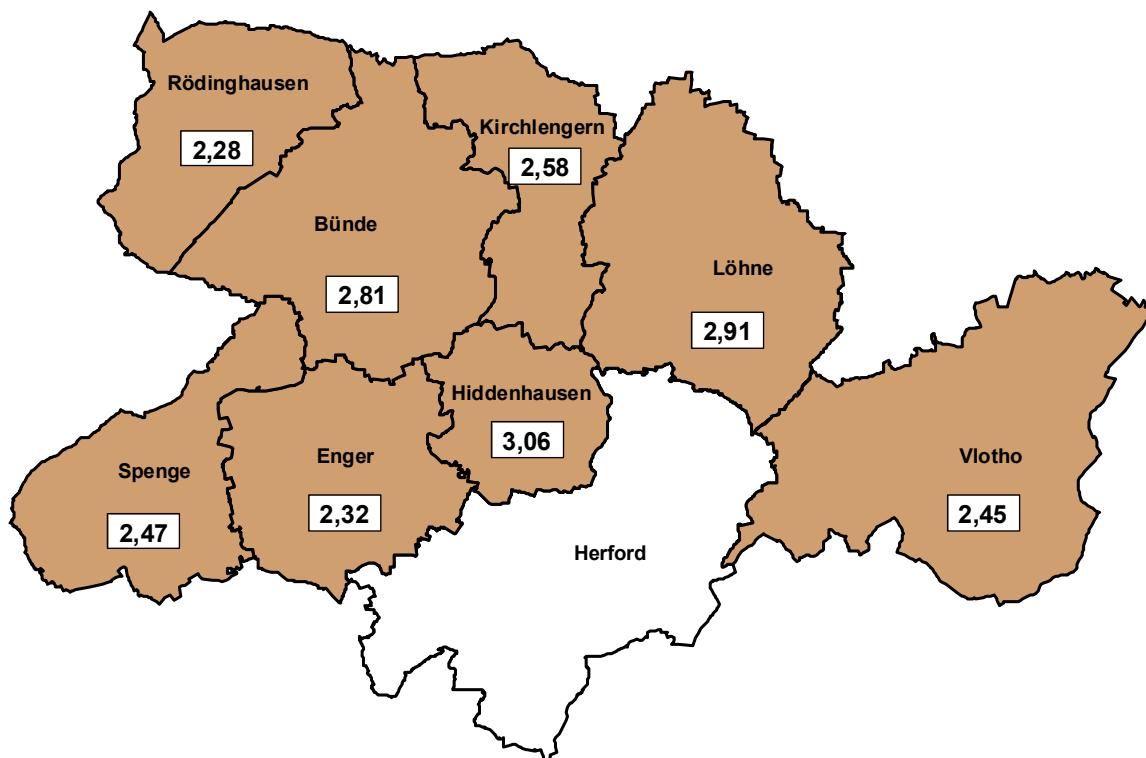 Rödinghausen
2,28
Kirchlengern
2,58
Bünde
2,81
Löhne
2,91
Hiddenhausen
3,06
Spenge
2,47
Enger
2,32
Vlotho
2,45
Herford